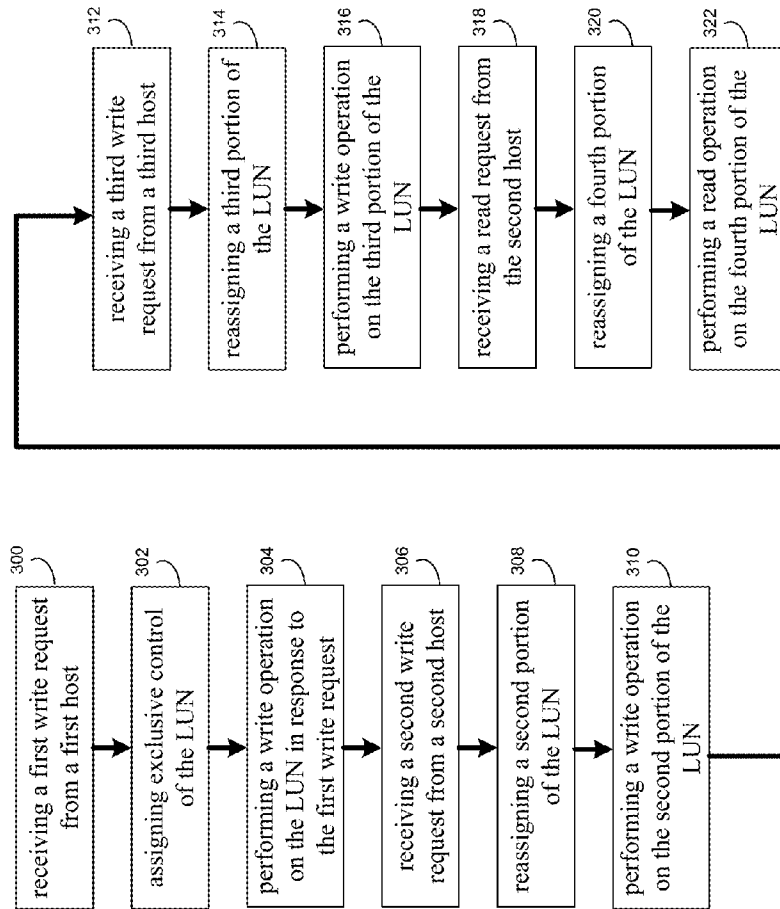 300
receiving a first write request
from a first host
302
assigning exclusive control
of the LUN
304
performing a write operation
on the LUN in response to
the first write request
306
receiving a second write
request from a second host
308
reassigning a second portion
of the LUN
310
performing a write operation
on the second portion of the
LUN
312
receiving a third write
request from a third host
314
reassigning a third portion of
the LUN
316
performing a write operation
on the third portion of the
LUN
318
receiving a read request from
the second host
320
reassigning a fourth portion
of the LUN
322
performing a read operation
on the fourth portion of the
LUN